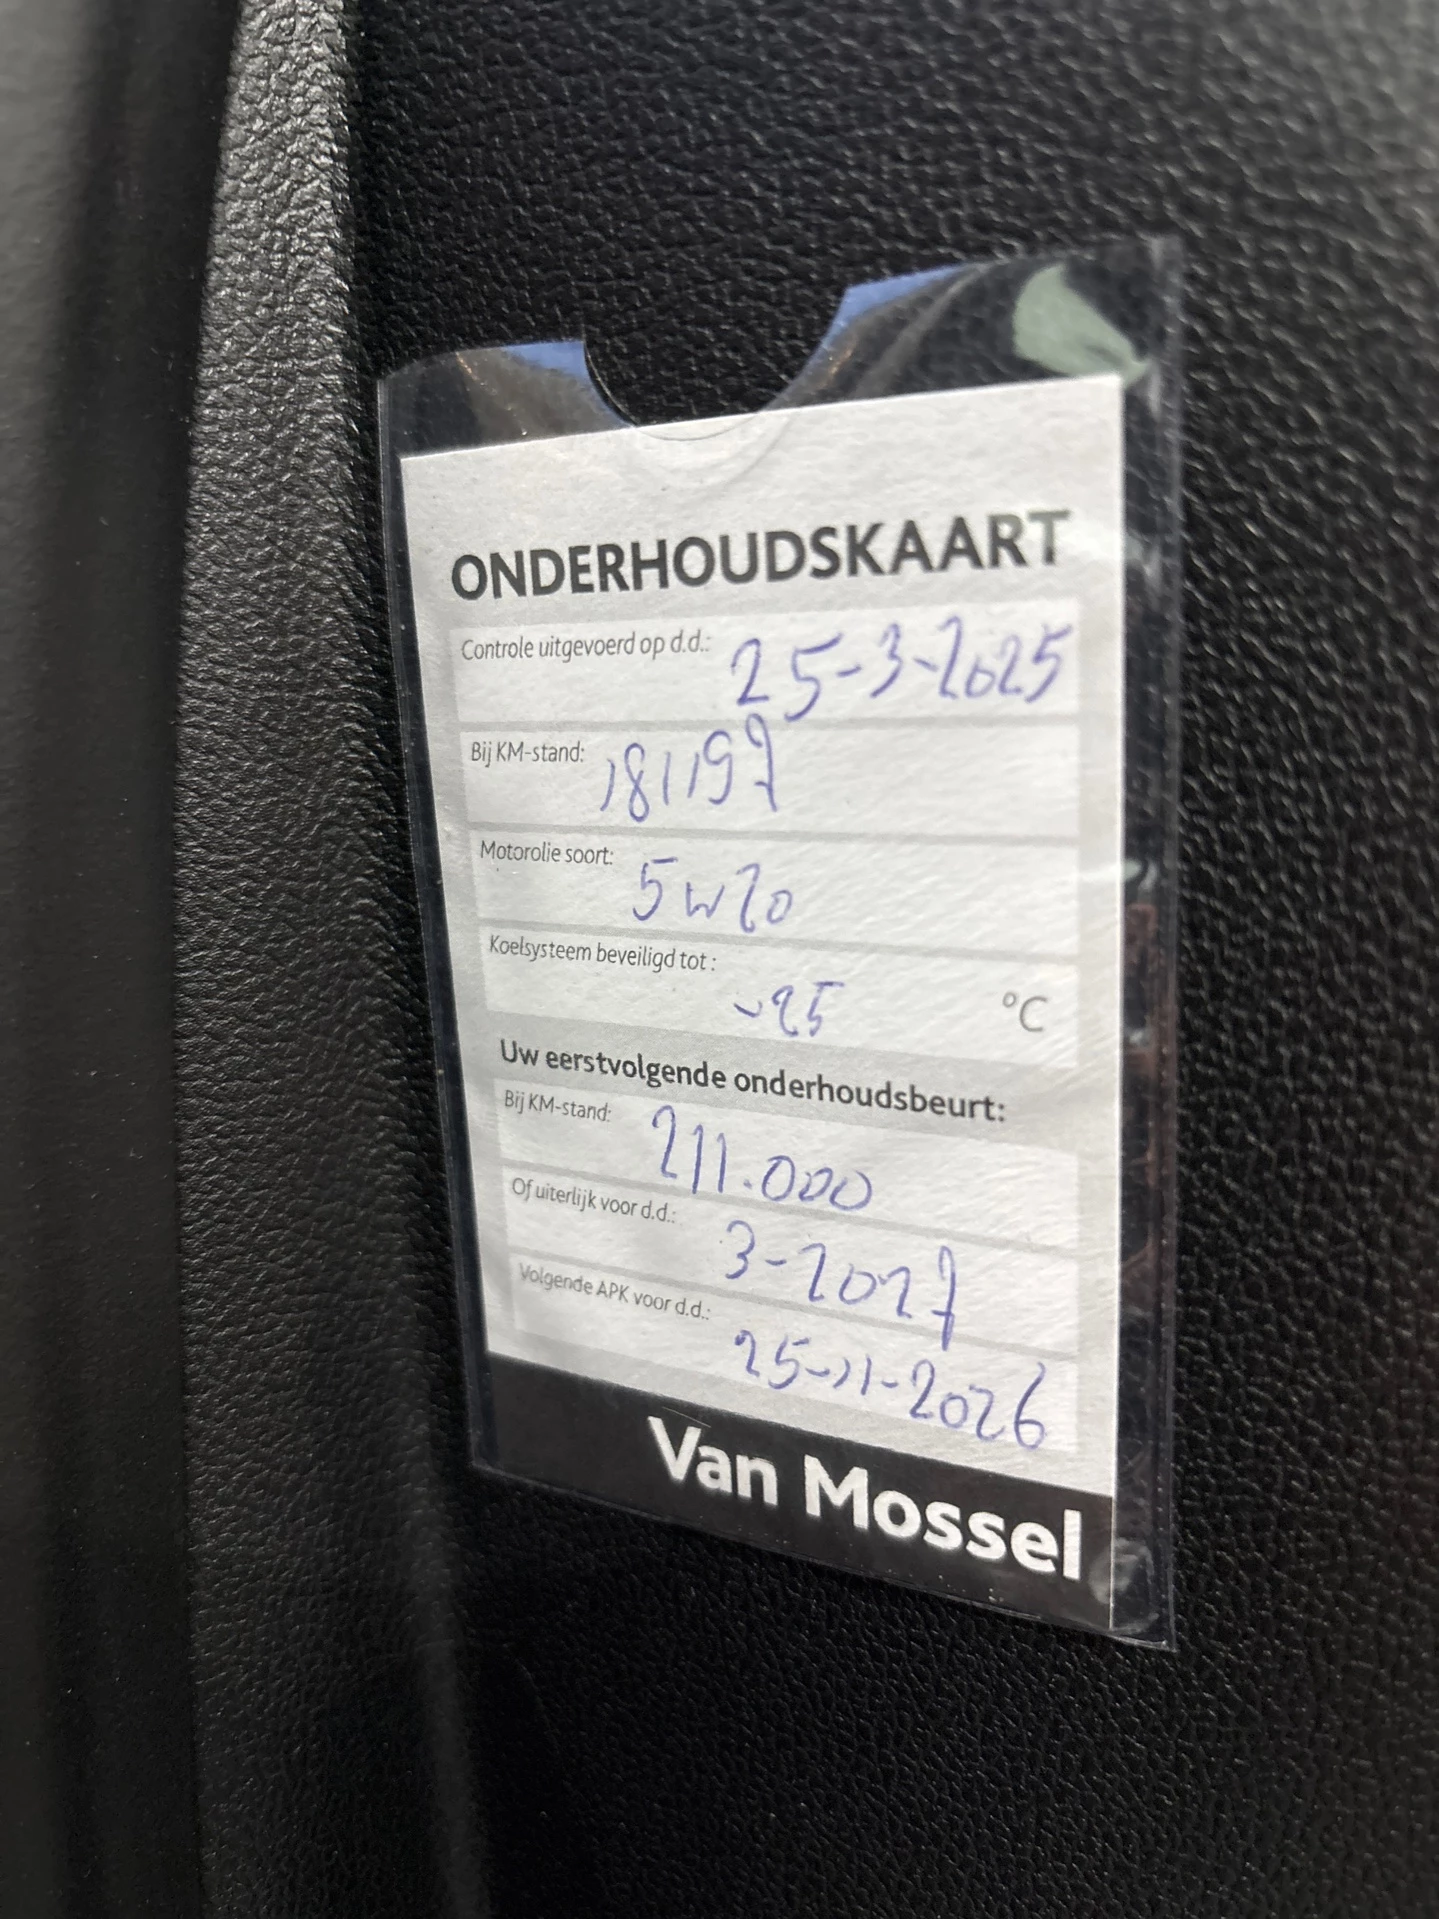 ONDERHOUDSKAART
Controle uitgevoerd op d.d.: 25-3-2025
Bij KM-stand: 181197
Motorolie soort: 5w20
Koelsysteem beveiligd tot : -25 °C
Uw eerstvolgende onderhoudsbeurt:
Bij KM-stand: 211.000
Of uiterlijk voor d.d.: 3-2027
Volgende APK voor d.d.: 25-11-2026
Van Mossel